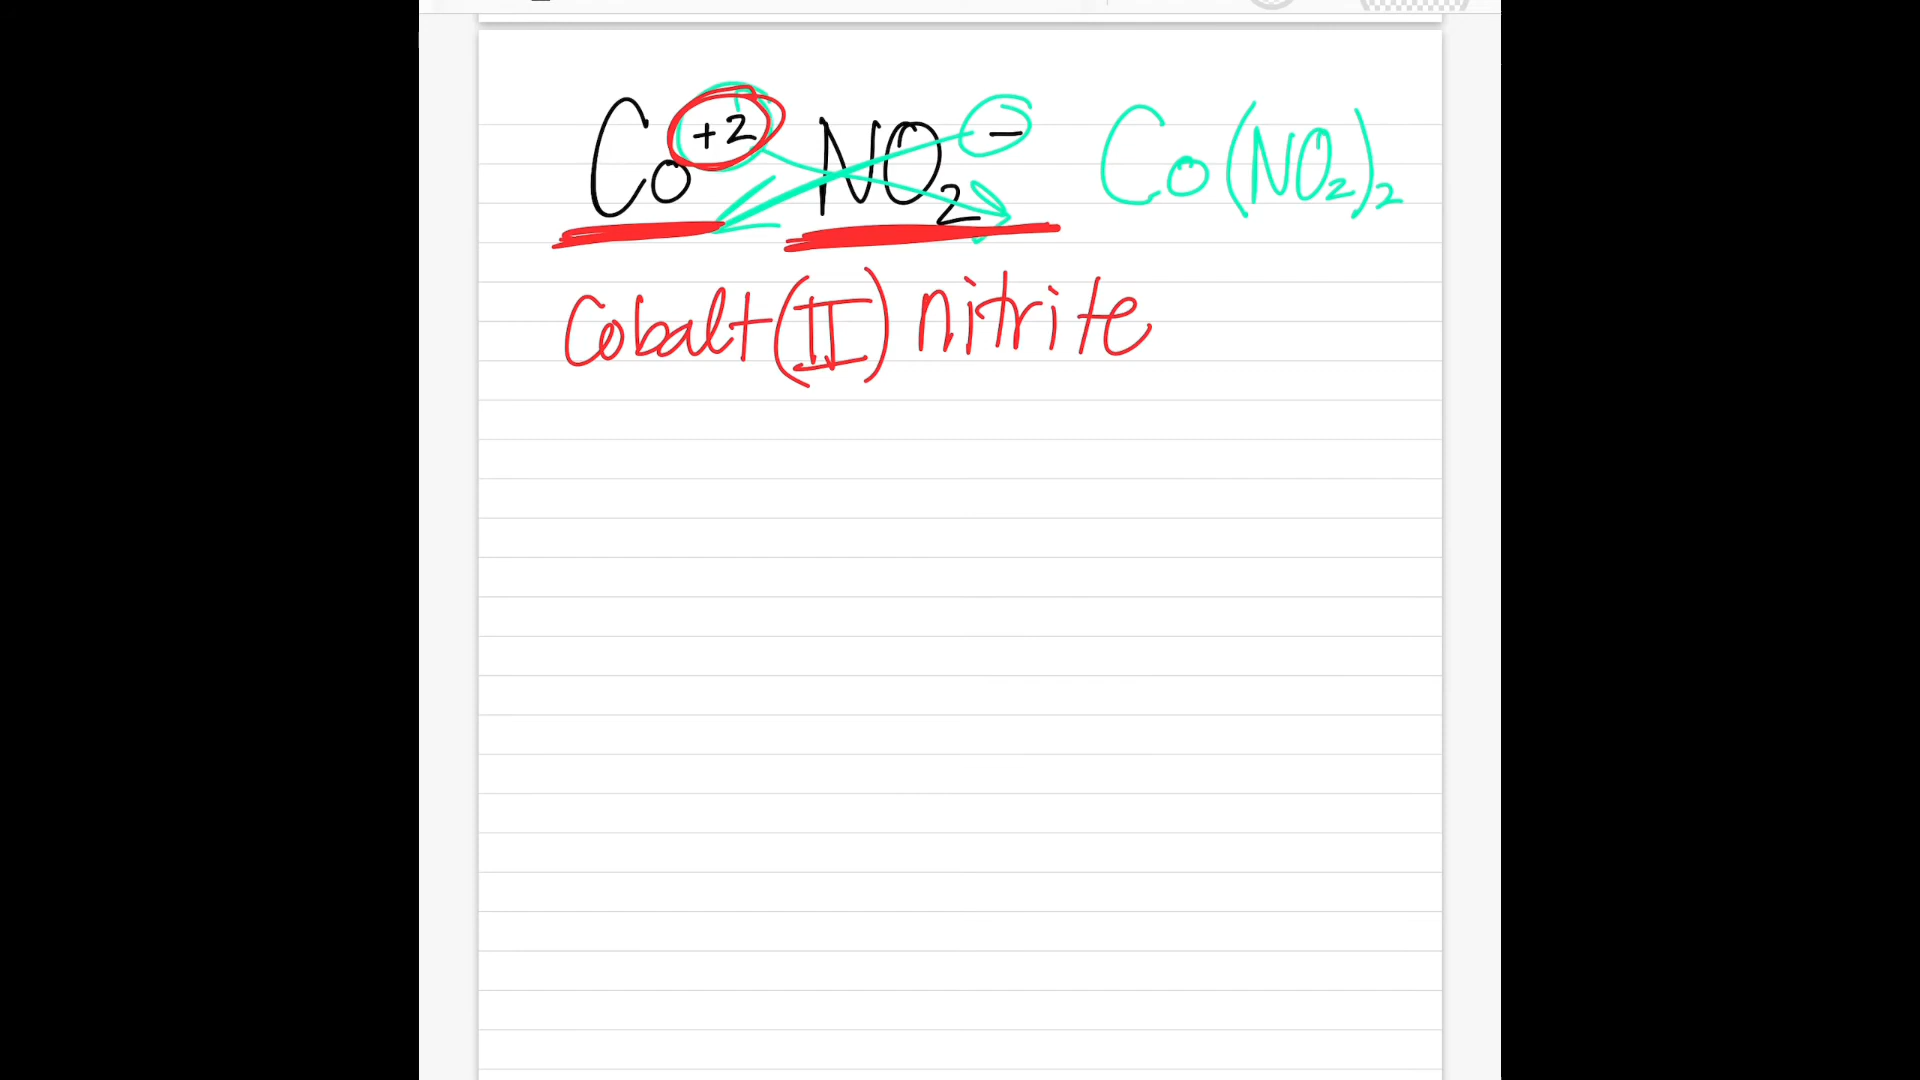 Co⁺² NO₂⁻ Co(NO₂)₂
Cobalt(II) nitrite